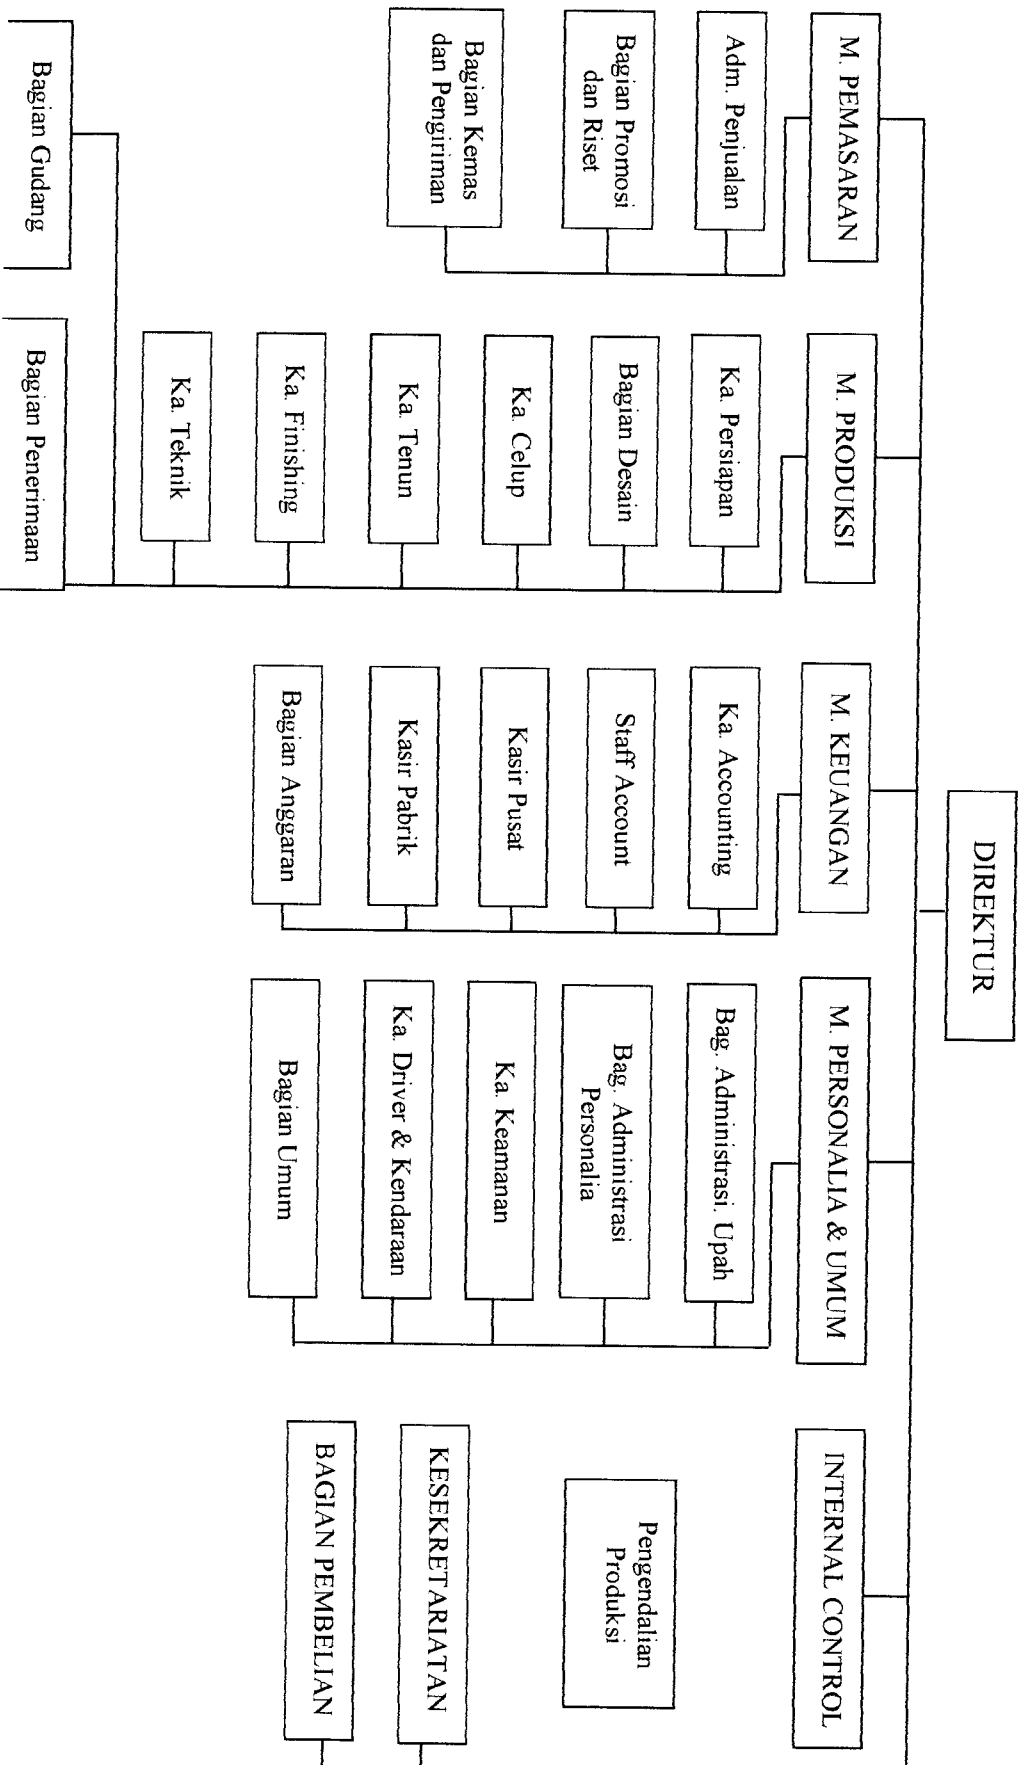 DIREKTUR
M. PEMASARAN
Adm. Penjualan
Bagian Promosi
dan Riset
Bagian Kemas
dan Pengiriman
M. PRODUKSI
Ka. Persiapan
Bagian Desain
Ka. Celup
Ka. Tenun
Ka. Finishing
Ka. Teknik
Bagian Gudang
Bagian Penerimaan
M. KEUANGAN
Ka. Accounting
Staff Account
Kasir Pusat
Kasir Pabrik
Bagian Anggaran
M. PERSONALIA & UMUM
Bag. Administrasi. Upah
Bag. Administrasi
Personalia
Ka. Keamanan
Ka. Driver & Kendaraan
Bagian Umum
INTERNAL CONTROL
Pengendalian
Produksi
KESEKRETARIATAN
BAGIAN PEMBELIAN